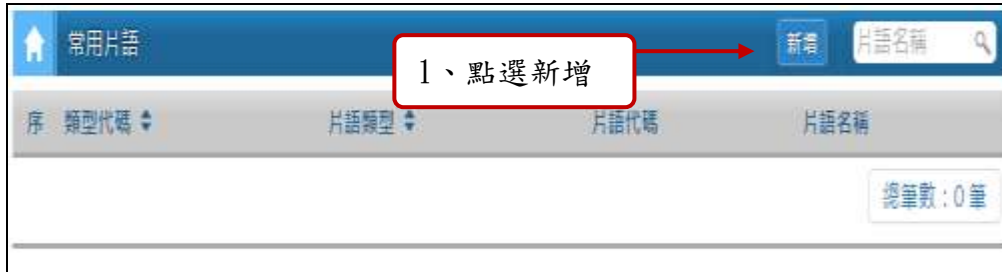 常用片語
1、點選新增
新增
片語名稱
序 類型代碼 片語類型 片語代碼 片語名稱
總筆數:0筆